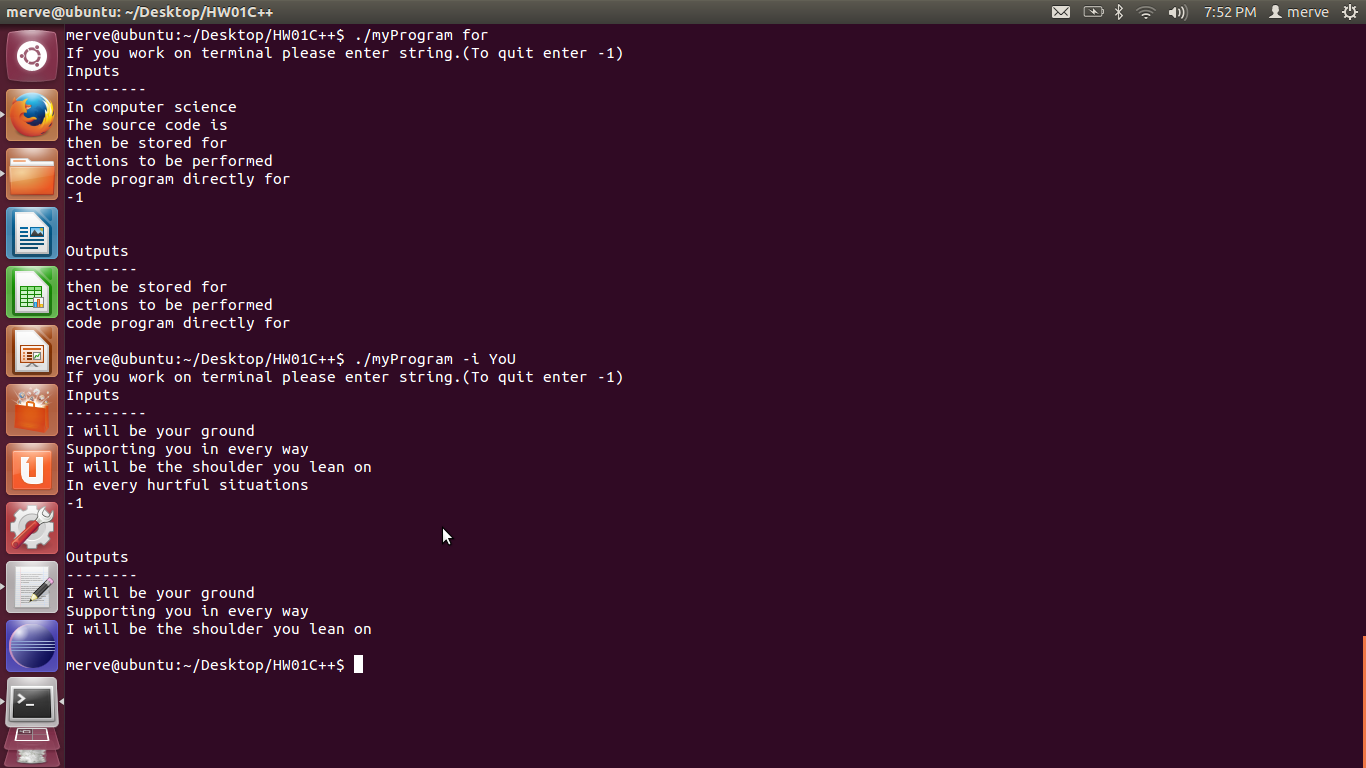 merve@ubuntu: ~/Desktop/HW01C++
7:52 PM
merve
merve@ubuntu:~/Desktop/HW01C++$ ./myProgram for
If you work on terminal please enter string.(To quit enter -1)
Inputs
---------
In computer science
The source code is
then be stored for
actions to be performed
code program directly for
-1
Outputs
--------
then be stored for
actions to be performed
code program directly for
merve@ubuntu:~/Desktop/HW01C++$ ./myProgram -i YoU
If you work on terminal please enter string.(To quit enter -1)
Inputs
---------
I will be your ground
Supporting you in every way
I will be the shoulder you lean on
In every hurtful situations
-1
Outputs
--------
I will be your ground
Supporting you in every way
I will be the shoulder you lean on
merve@ubuntu:~/Desktop/HW01C++$